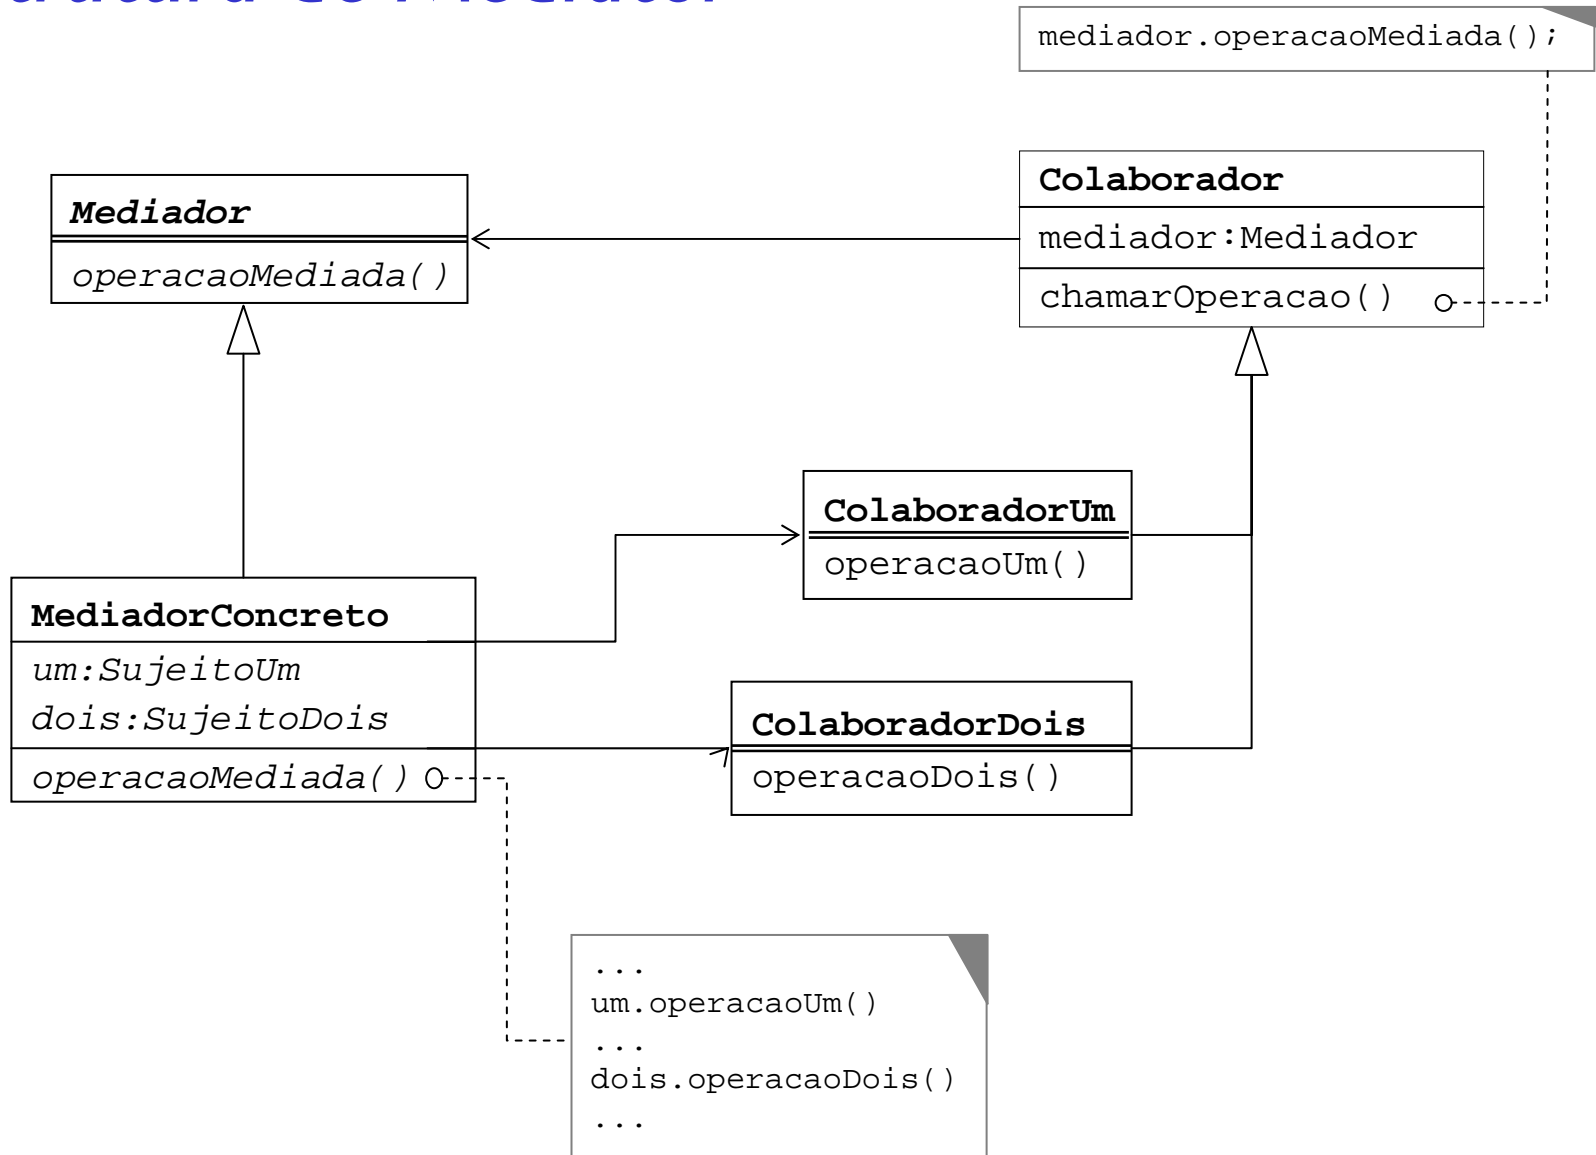 mediador.operacaoMediada();
Mediador
operacaoMediada()
Colaborador
mediador:Mediador
chamarOperacao()
ColaboradorUm
operacaoUm()
MediadorConcreto
um:SujeitoUm
dois:SujeitoDois
operacaoMediada()
ColaboradorDois
operacaoDois()
...
um.operacaoUm()
...
dois.operacaoDois()
...